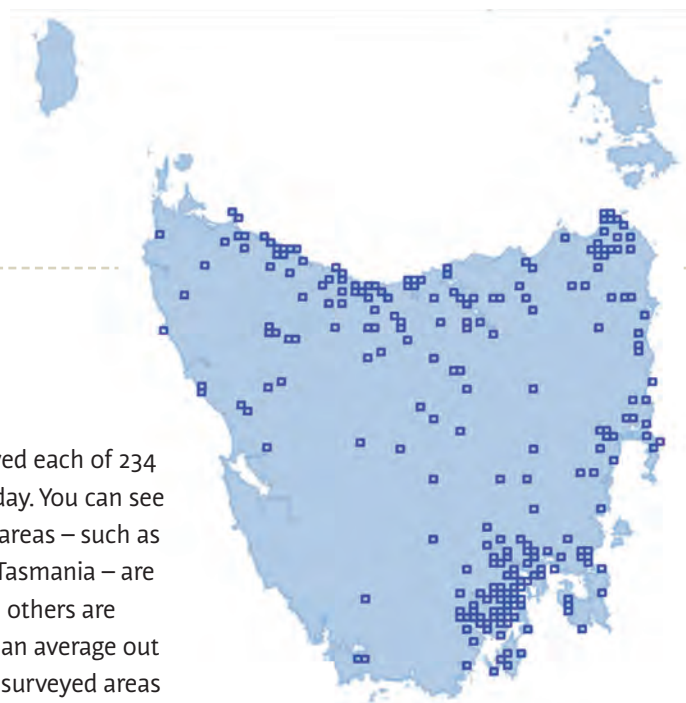 ed each of 234
day. You can see
areas – such as
Tasmania – are
others are
an average out
surveyed areas